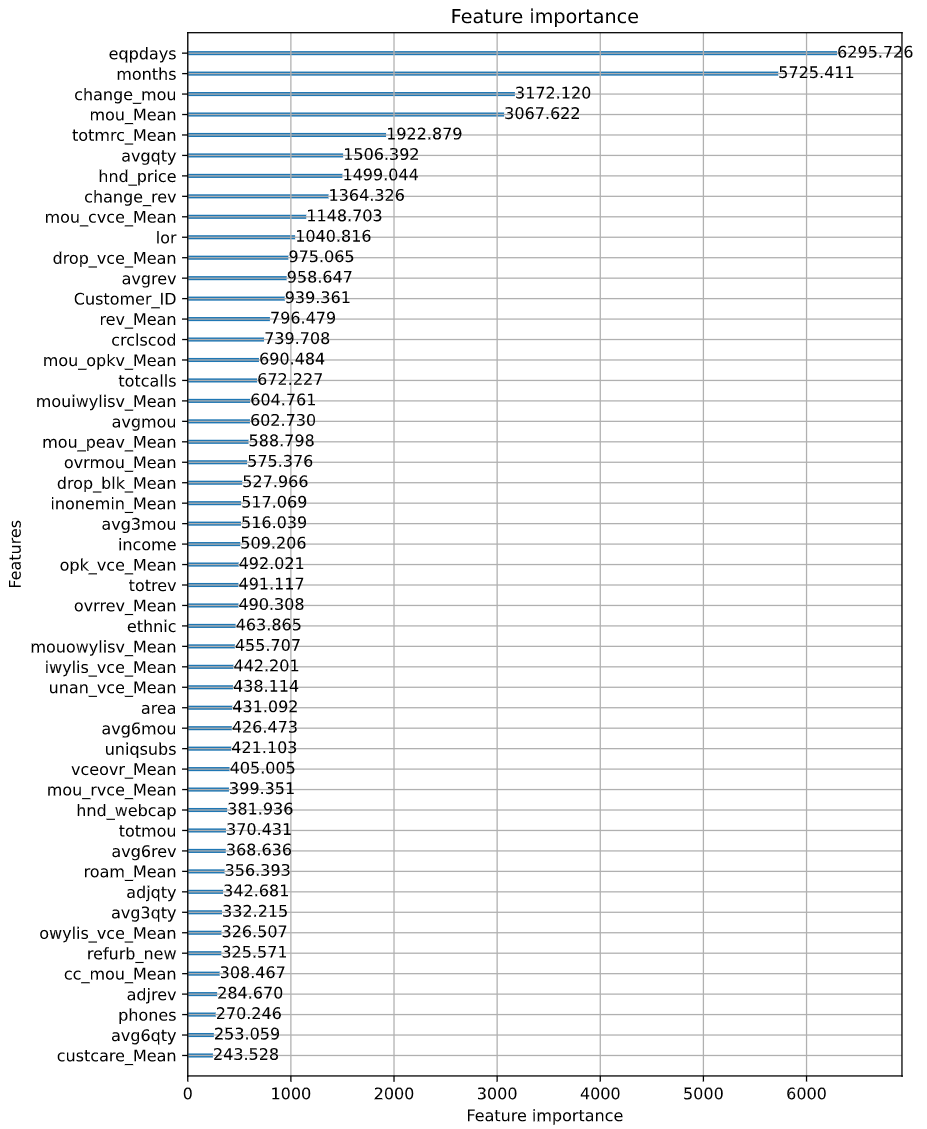 Feature importance
eqpdays 6295.726
months 5725.411
change_mou 3172.120
mou_Mean 3067.622
totmrc_Mean 1922.879
avgqty 1506.392
hnd_price 1499.044
change_rev 1364.326
mou_cvce_Mean 1148.703
lor 1040.816
drop_vce_Mean 975.065
avgrev 958.647
Customer_ID 939.361
rev_Mean 796.479
crclscod 739.708
mou_opkv_Mean 690.484
totcalls 672.227
mouiwylisv_Mean 604.761
avgmou 602.730
mou_peav_Mean 588.798
ovrmou_Mean 575.376
drop_blk_Mean 527.966
inonemin_Mean 517.069
avg3mou 516.039
income 509.206
opk_vce_Mean 492.021
totrev 491.117
ovrrev_Mean 490.308
ethnic 463.865
mouowylisv_Mean 455.707
iwylis_vce_Mean 442.201
unan_vce_Mean 438.114
area 431.092
avg6mou 426.473
uniqsubs 421.103
vceovr_Mean 405.005
mou_rvce_Mean 399.351
hnd_webcap 381.936
totmou 370.431
avg6rev 368.636
roam_Mean 356.393
adjqty 342.681
avg3qty 332.215
owylis_vce_Mean 326.507
refurb_new 325.571
cc_mou_Mean 308.467
adjrev 284.670
phones 270.246
avg6qty 253.059
custcare_Mean 243.528
Features
0 1000 2000 3000 4000 5000 6000
Feature importance